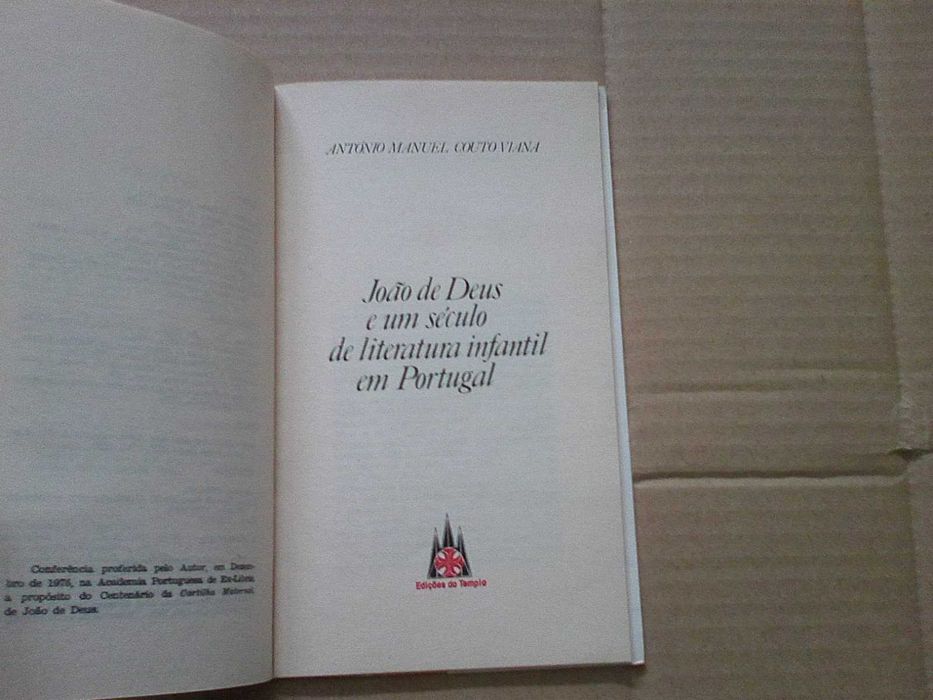 Conferência proferida pelo Autor, em Dezem-
bro de 1976, na Academia Portuguesa de Ex-Libris
a propósito do Centenário da Cartilha Maternal,
de João de Deus.
ANTÓNIO MANUEL COUTO VIANA
João de Deus
e um século
de literatura infantil
em Portugal
Edições do Templo